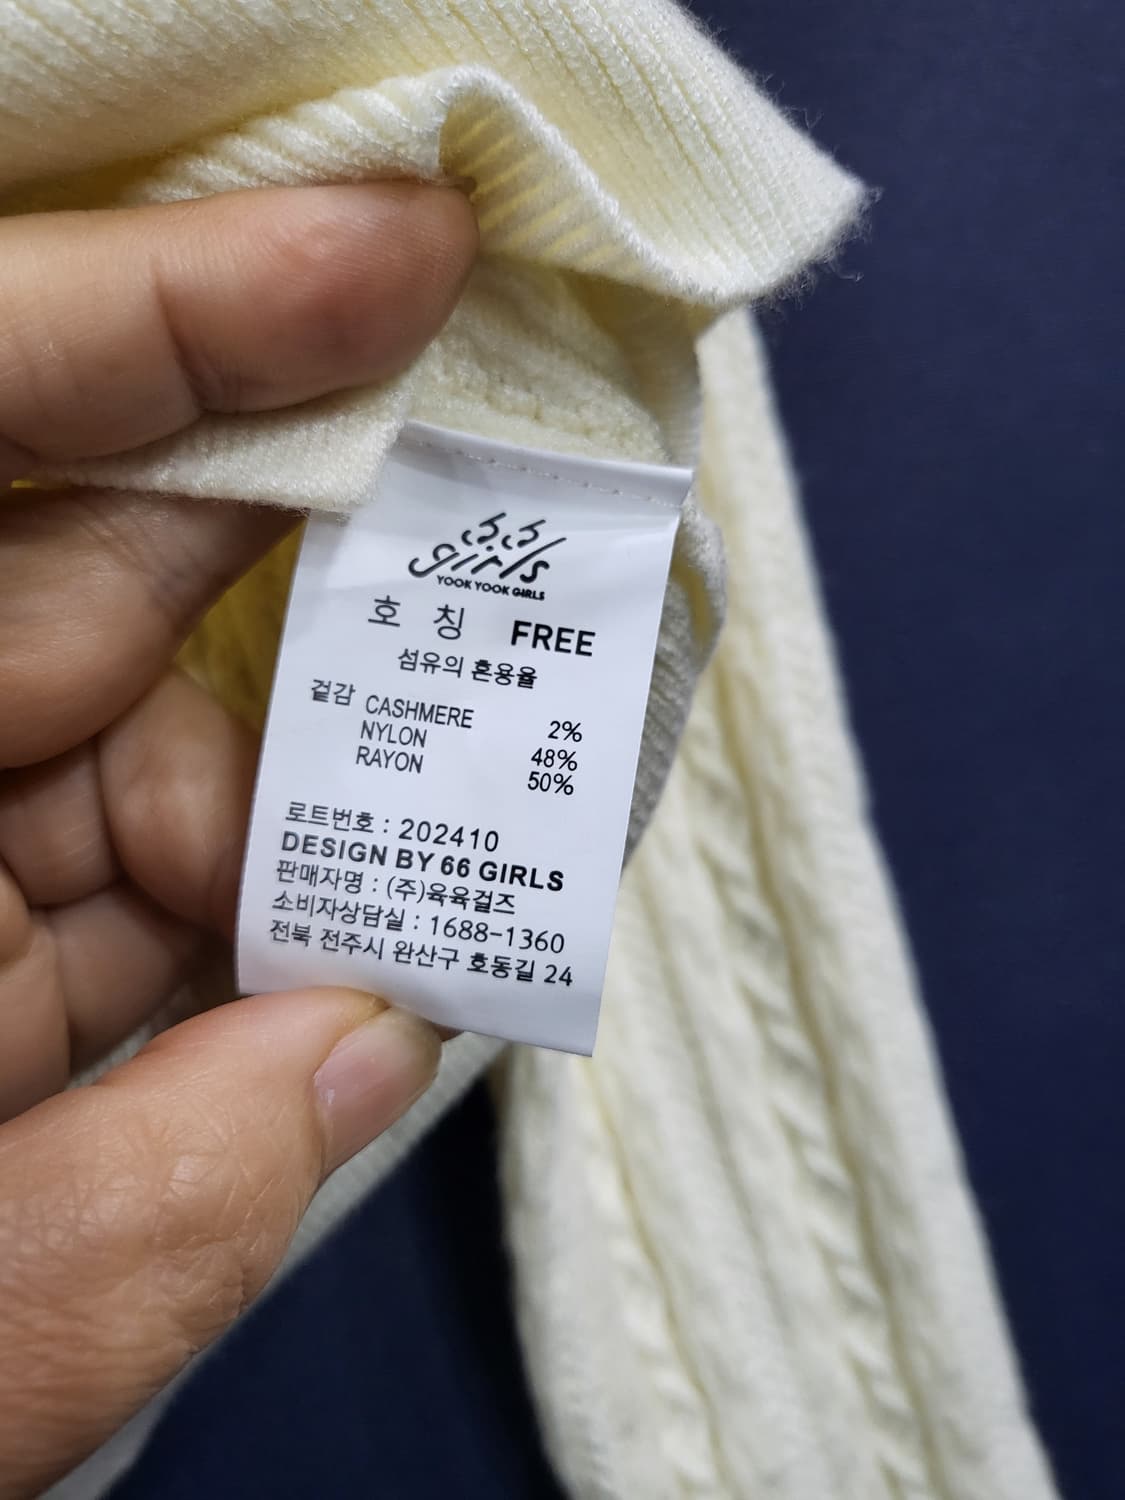 66 girls
YOOK YOOK GIRLS
호 칭 FREE
섬유의 혼용율
겉감 CASHMERE 2%
NYLON 48%
RAYON 50%
로트번호 : 202410
DESIGN BY 66 GIRLS
판매자명 : (주)육육걸즈
소비자상담실 : 1688-1360
전북 전주시 완산구 호동길 24